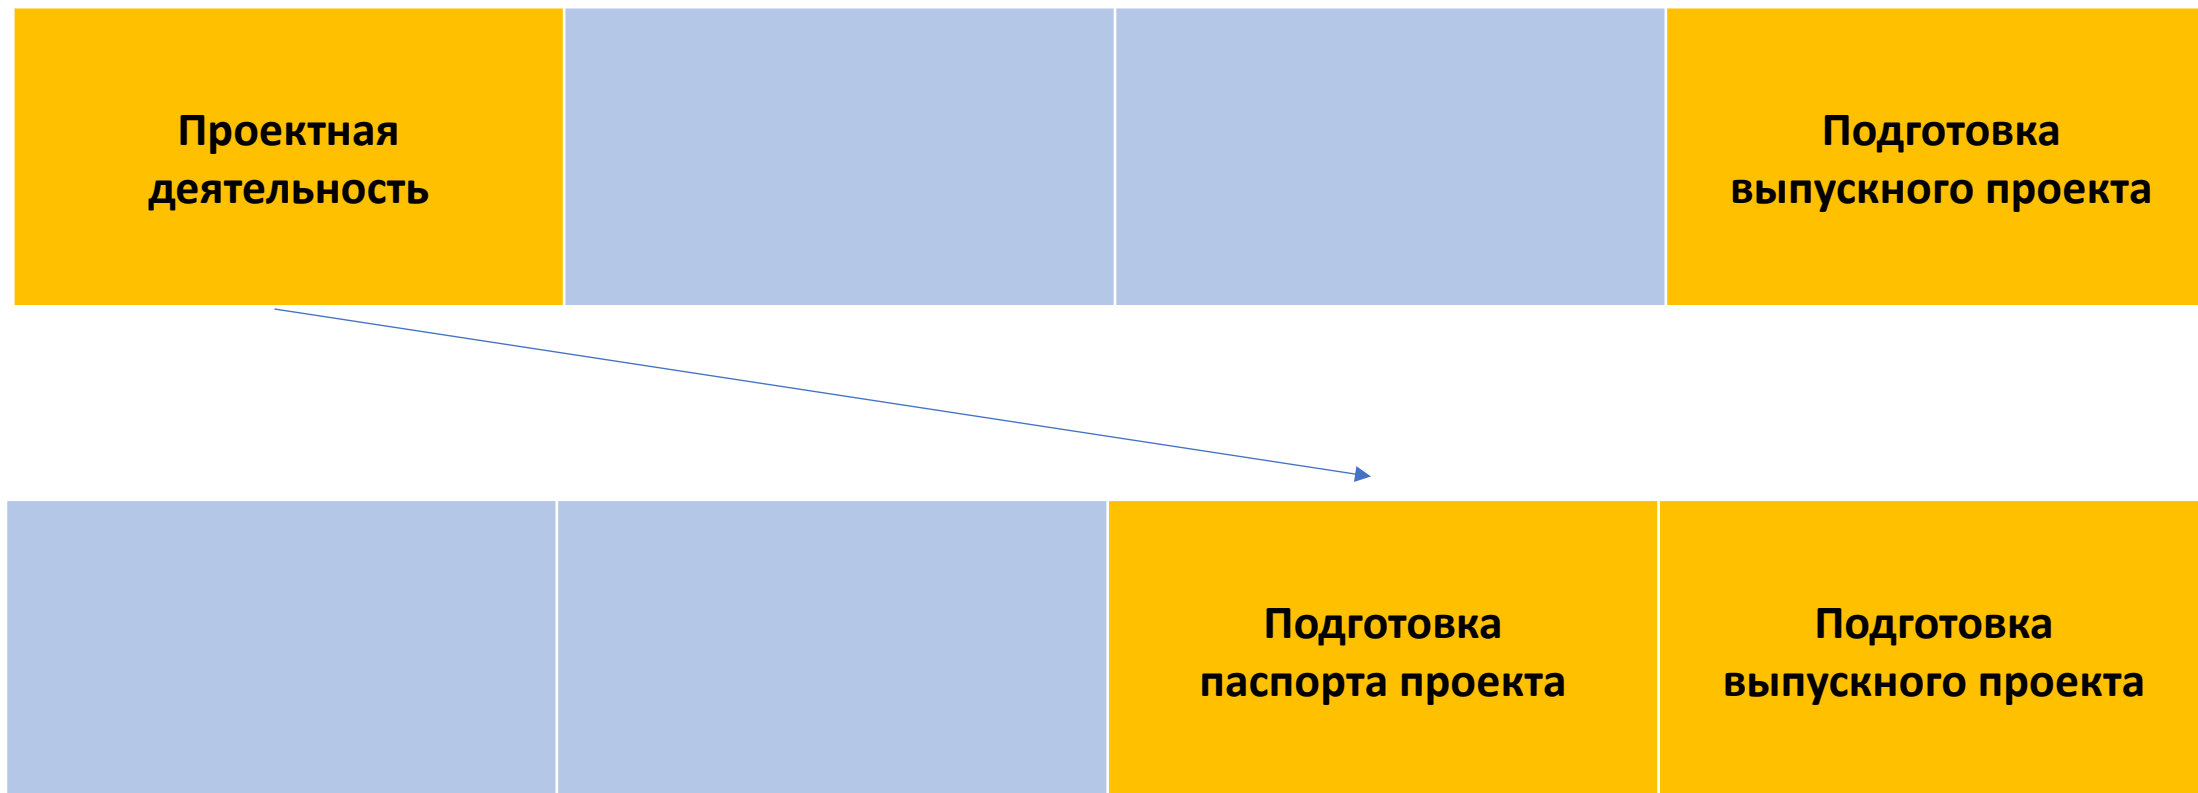 Проектная
деятельность
Подготовка
выпускного проекта
Подготовка
паспорта проекта
Подготовка
выпускного проекта